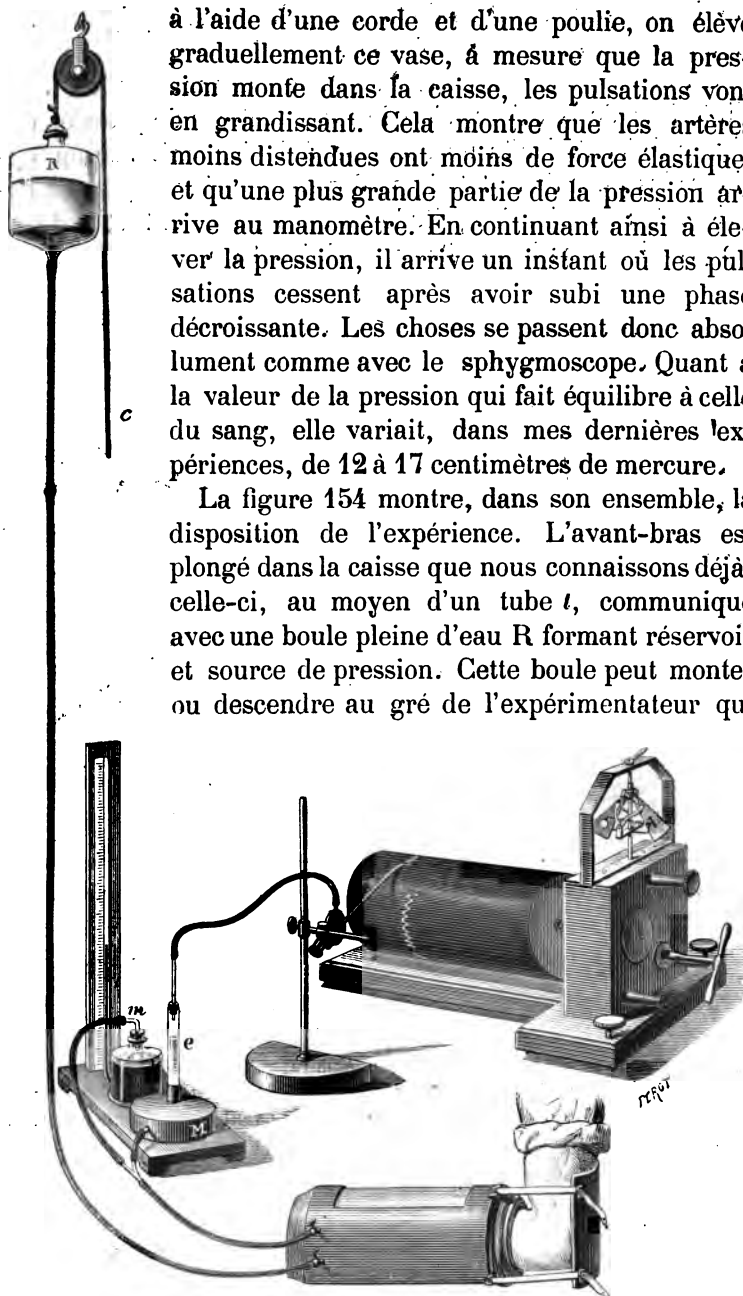 à l'aide d'une corde et d'une poulie, on élève
graduellement ce vase, à mesure que la pres-
sion monte dans la caisse, les pulsations vont
en grandissant. Cela montre que les artères
moins distendues ont moins de force élastique
et qu'une plus grande partie de la pression ar-
rive au manomètre. En continuant ainsi à éle-
ver la pression, il arrive un instant où les pul-
sations cessent après avoir subi une phase
décroissante. Les choses se passent donc abso-
lument comme avec le sphygmoscope. Quant à
la valeur de la pression qui fait équilibre à celle
du sang, elle variait, dans mes dernières ex-
périences, de 12 à 17 centimètres de mercure.
La figure 154 montre, dans son ensemble, la
disposition de l'expérience. L'avant-bras est
plongé dans la caisse que nous connaissons déjà
celle-ci, au moyen d'un tube t, communique
avec une boule pleine d'eau R formant réservoir
et source de pression. Cette boule peut monter
ou descendre au gré de l'expérimentateur qui
R
c
m
e
M
PEROT